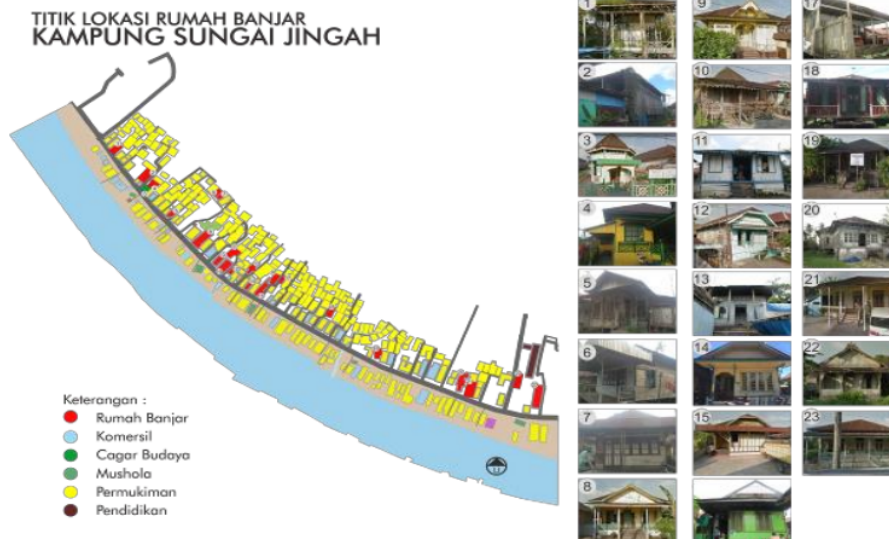 TITIK LOKASI RUMAH BANJAR
KAMPUNG SUNGAI JINGAH
Keterangan :
Rumah Banjar
Komersil
Cagar Budaya
Mushola
Permukiman
Pendidikan
1
9
17
2
10
18
3
11
19
4
12
20
5
13
21
6
14
22
7
15
23
8